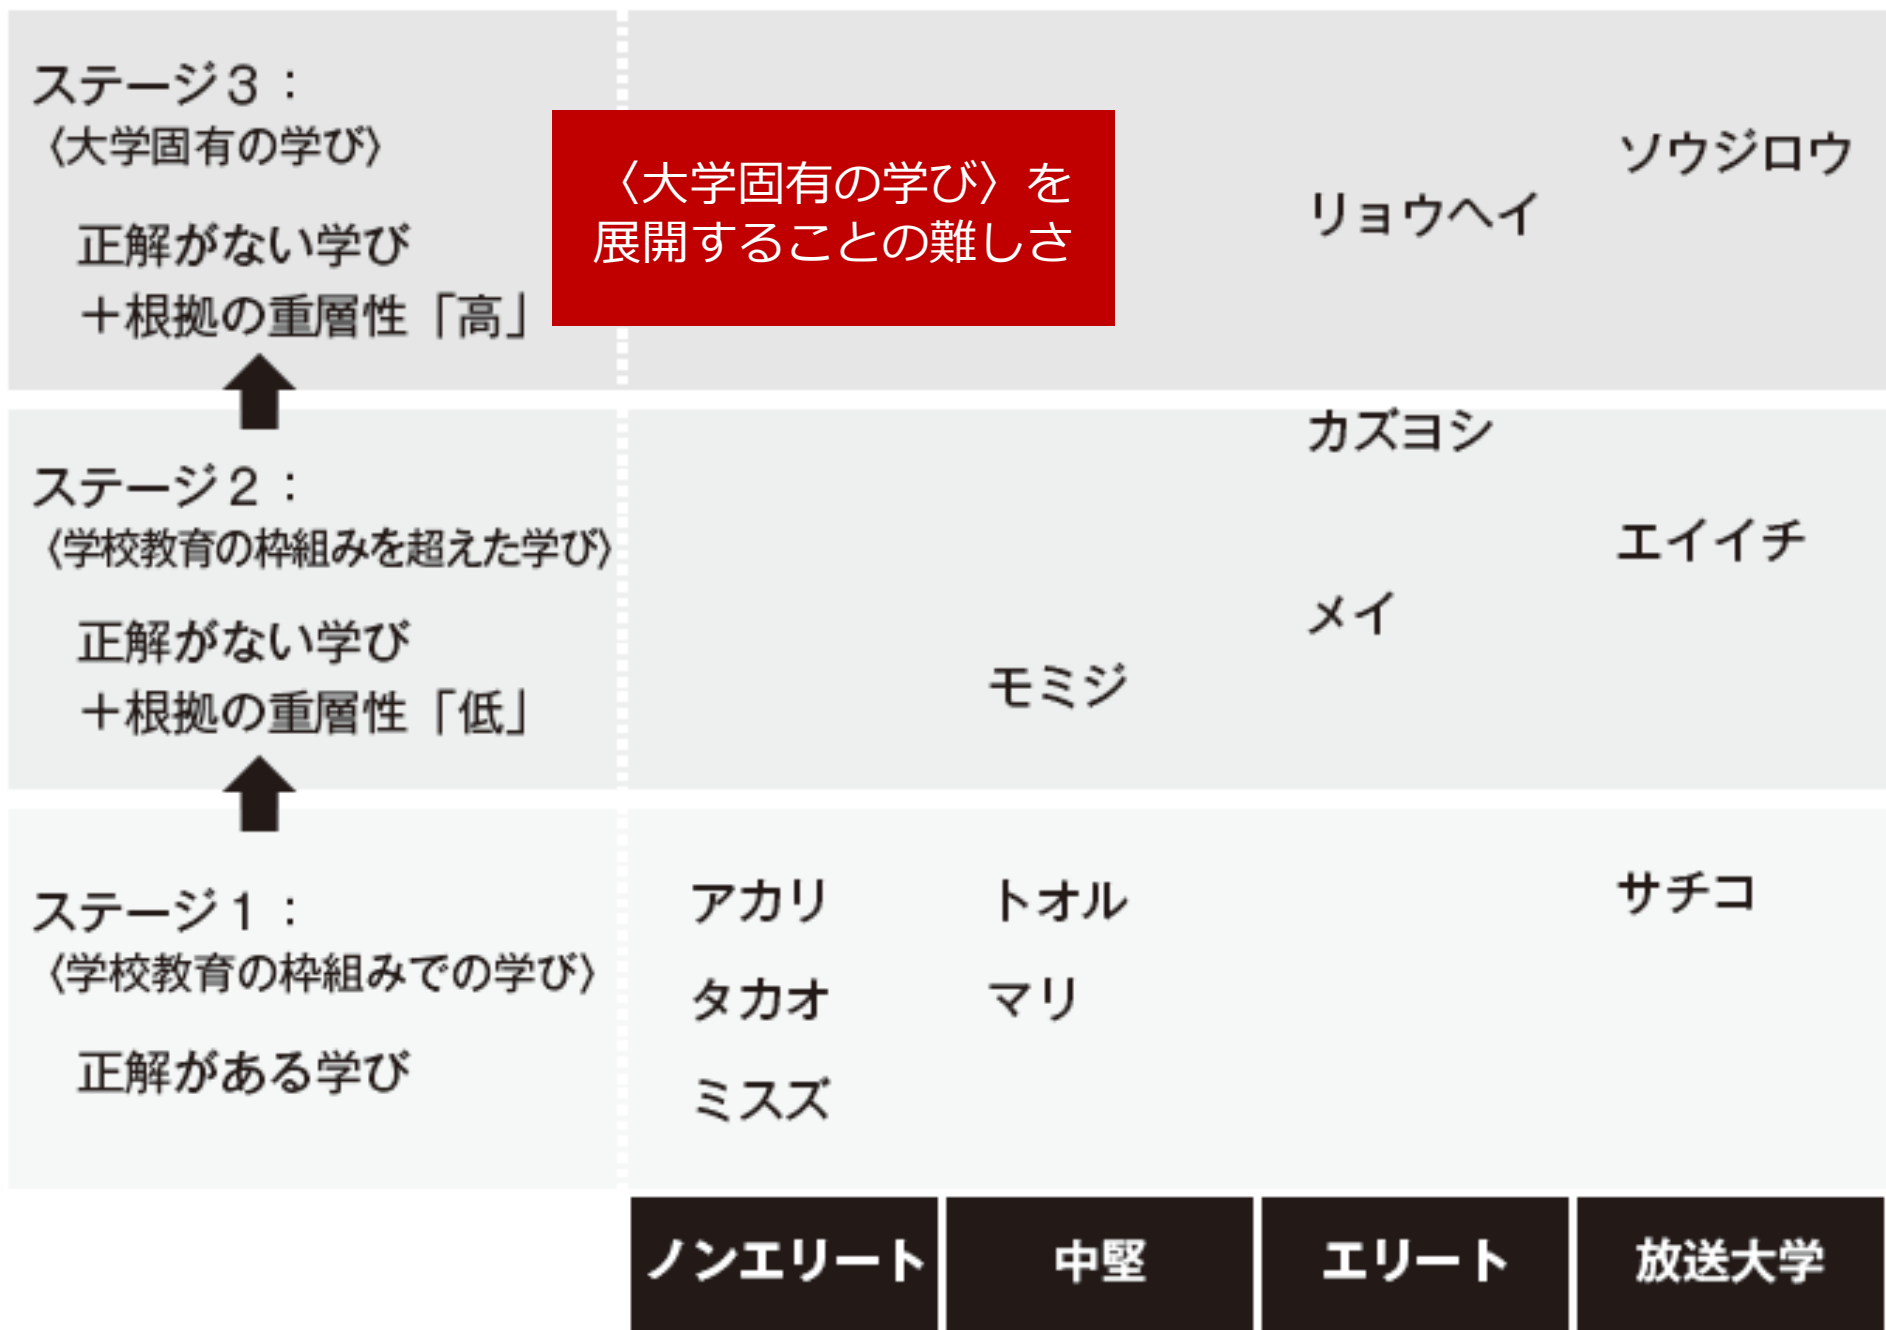 ステージ3：
〈大学固有の学び〉
正解がない学び
＋根拠の重層性「高」
〈大学固有の学び〉を
展開することの難しさ
ソウジロウ
リョウヘイ
ステージ2：
〈学校教育の枠組みを超えた学び〉
正解がない学び
＋根拠の重層性「低」
カズヨシ
エイイチ
メイ
モミジ
ステージ1：
〈学校教育の枠組みでの学び〉
正解がある学び
アカリ
トオル
サチコ
タカオ
マリ
ミスズ
ノンエリート
中堅
エリート
放送大学